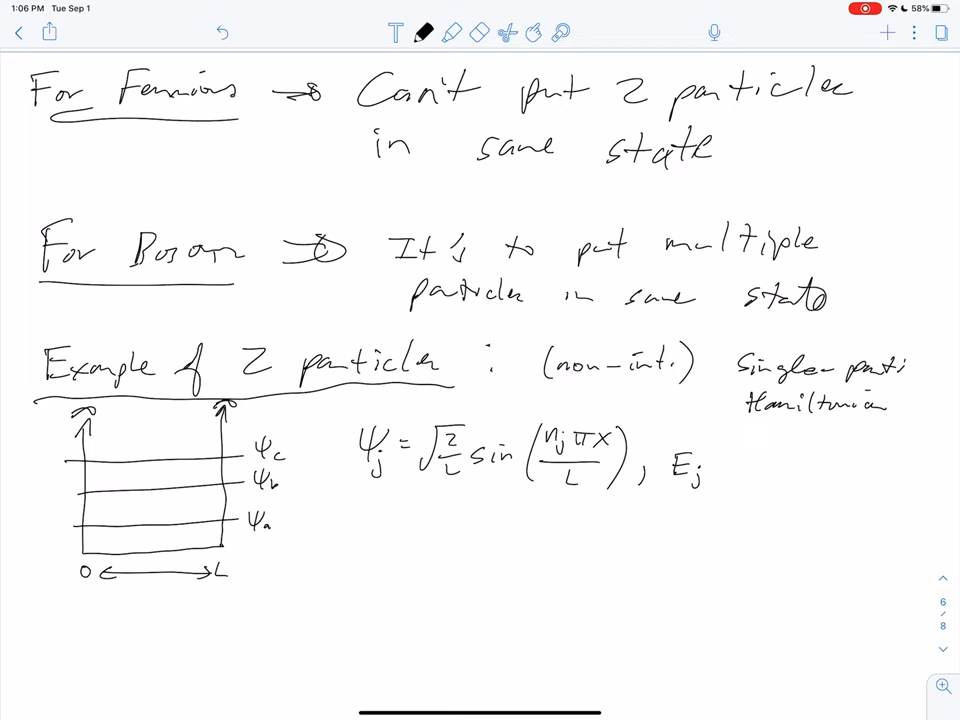 1:06 PM Tue Sep 1
58%
T
For Fermions → Can't put 2 particles
in same state
For Boson → It's to put multiple
particles in same state
Example of 2 particles : (non-int.) Single-parti
Hamiltonian
ψc
ψb
ψa
0 ↔ L
ψj = √(2/L) sin(njπx/L), Ej
6
/
8